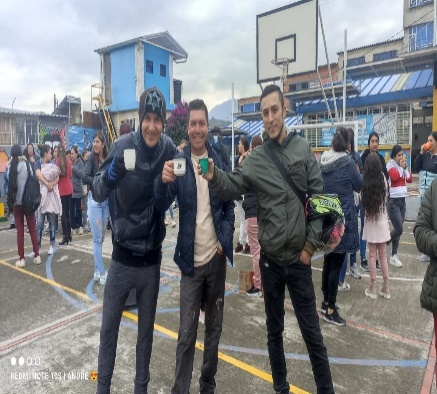 REDMI NOTE 10S | ANDRE😍